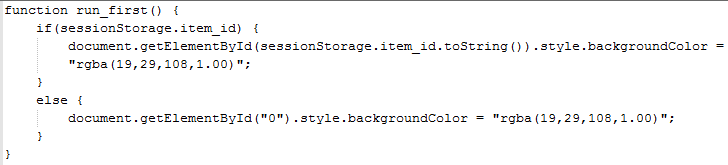 function run_first() {
    if(sessionStorage.item_id) {
        document.getElementById(sessionStorage.item_id.toString()).style.backgroundColor =
        "rgba(19,29,108,1.00)";
    }
    else {
        document.getElementById("0").style.backgroundColor = "rgba(19,29,108,1.00)";
    }
}